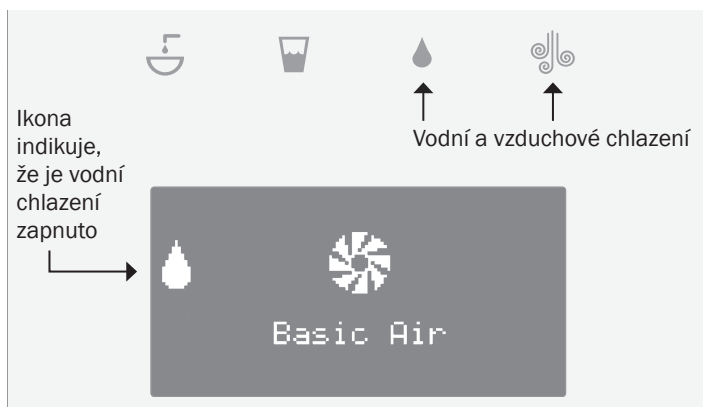 Ikona
indikuje,
že je vodní
chlazení
zapnuto
Vodní a vzduchové chlazení
Basic Air